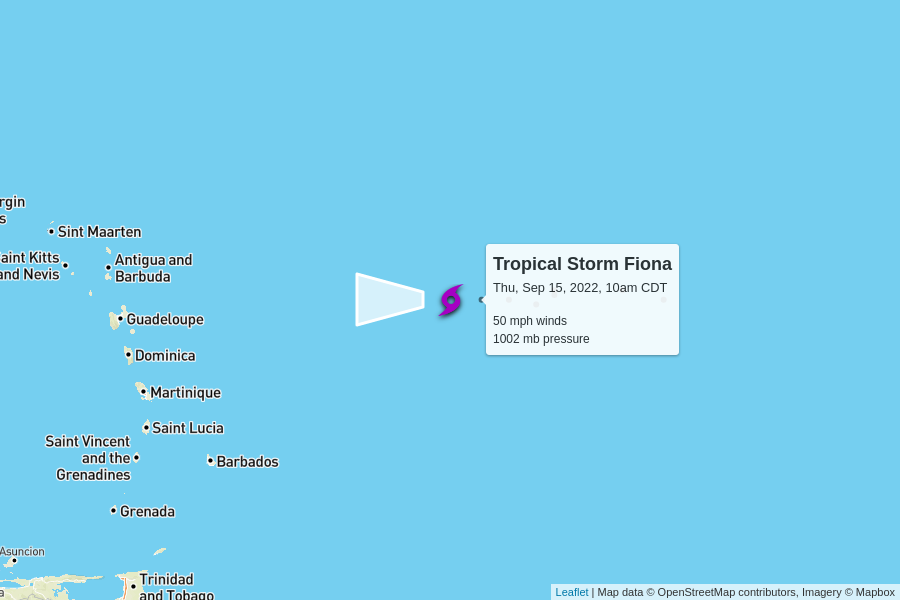 rgin
s
Sint Maarten
aint Kitts
and Nevis
Antigua and
Barbuda
Guadeloupe
Dominica
Martinique
Saint Lucia
Saint Vincent
and the
Grenadines
Barbados
Grenada
Asuncion
a
Trinidad
and Tobago
Tropical Storm Fiona
Thu, Sep 15, 2022, 10am CDT
50 mph winds
1002 mb pressure
Leaflet | Map data © OpenStreetMap contributors, Imagery © Mapbox